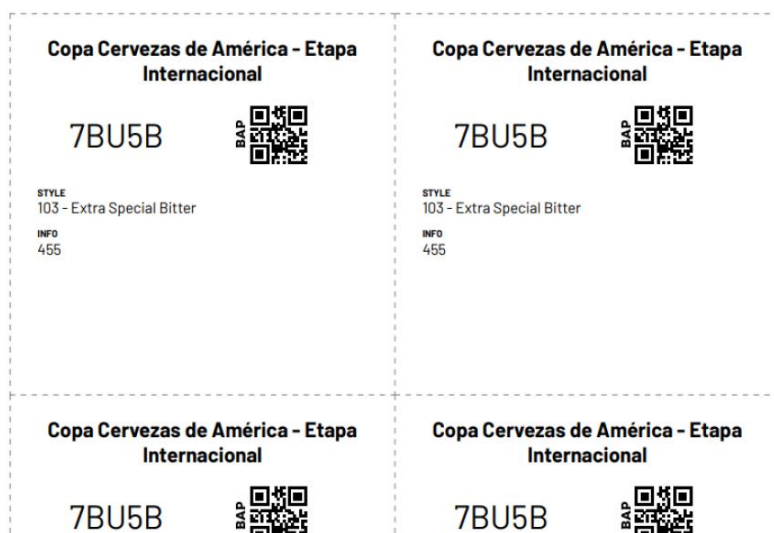 Copa Cervezas de América - Etapa
Internacional
7BU5B
BAP
STYLE
103 - Extra Special Bitter
INFO
455
Copa Cervezas de América - Etapa
Internacional
7BU5B
BAP
STYLE
103 - Extra Special Bitter
INFO
455
Copa Cervezas de América - Etapa
Internacional
7BU5B
BAP
Copa Cervezas de América - Etapa
Internacional
7BU5B
BAP